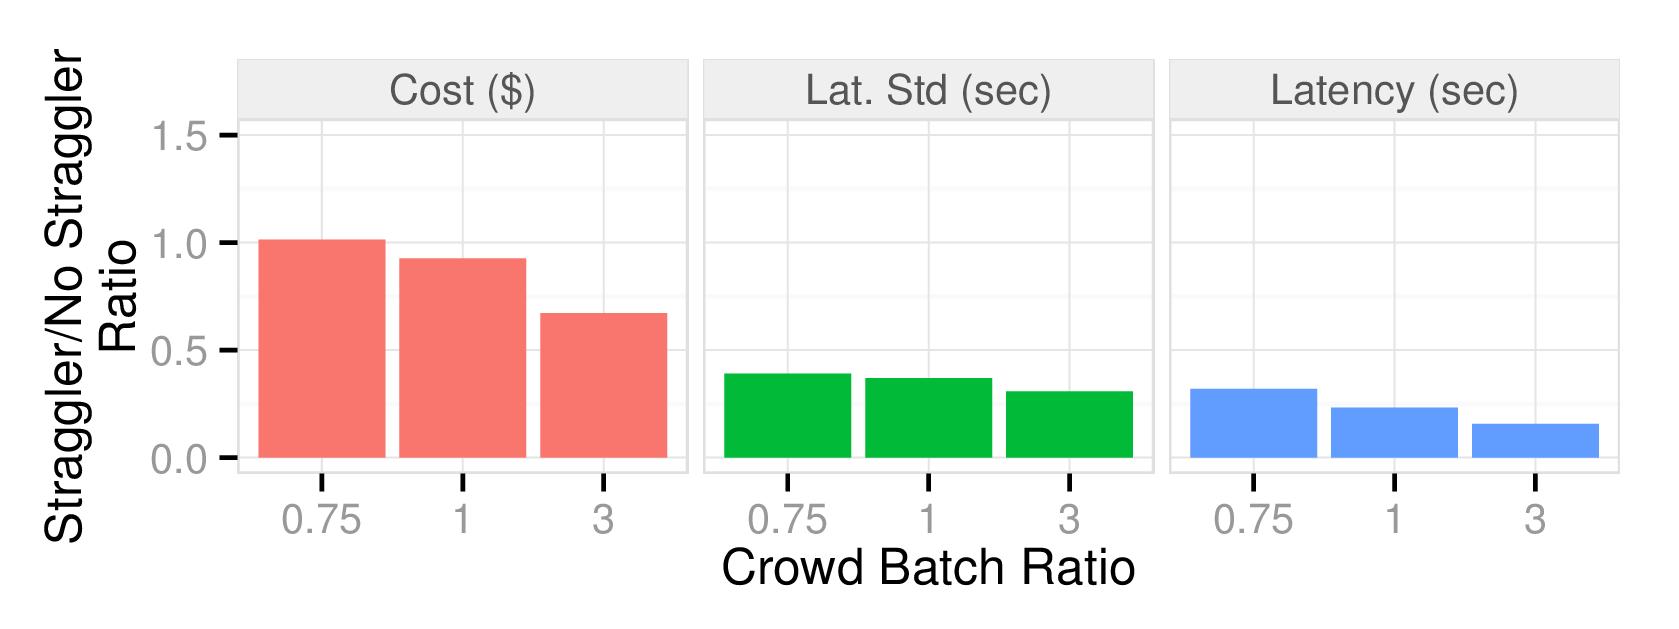 Straggler/No Straggler
Ratio
Cost ($)
Lat. Std (sec)
Latency (sec)
1.5
1.0
0.5
0.0
0.75 1 3
0.75 1 3
0.75 1 3
Crowd Batch Ratio